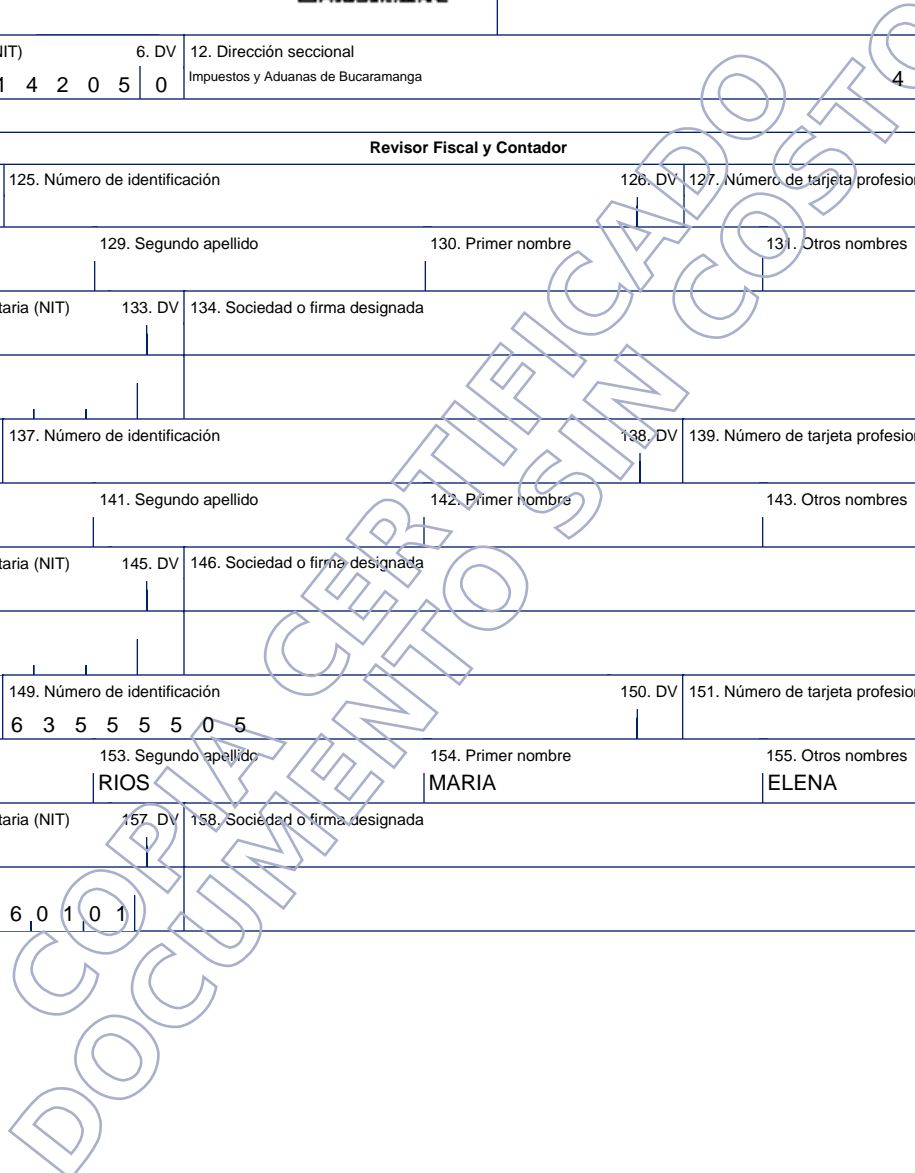 NIT) 6. DV 12. Dirección seccional
1 4 2 0 5 0 Impuestos y Aduanas de Bucaramanga 4
Revisor Fiscal y Contador
125. Número de identificación 126. DV 127. Número de tarjeta profesion
129. Segundo apellido 130. Primer nombre 131. Otros nombres
taria (NIT) 133. DV 134. Sociedad o firma designada
137. Número de identificación 138. DV 139. Número de tarjeta profesion
141. Segundo apellido 142. Primer nombre 143. Otros nombres
taria (NIT) 145. DV 146. Sociedad o firma designada
149. Número de identificación 150. DV 151. Número de tarjeta profesion
6 3 5 5 5 5 0 5
153. Segundo apellido 154. Primer nombre 155. Otros nombres
RIOS MARIA ELENA
taria (NIT) 157. DV 158. Sociedad o firma designada
6 0 1 0 1
COPIA CERTIFICADO
DOCUMENTO SIN COSTO